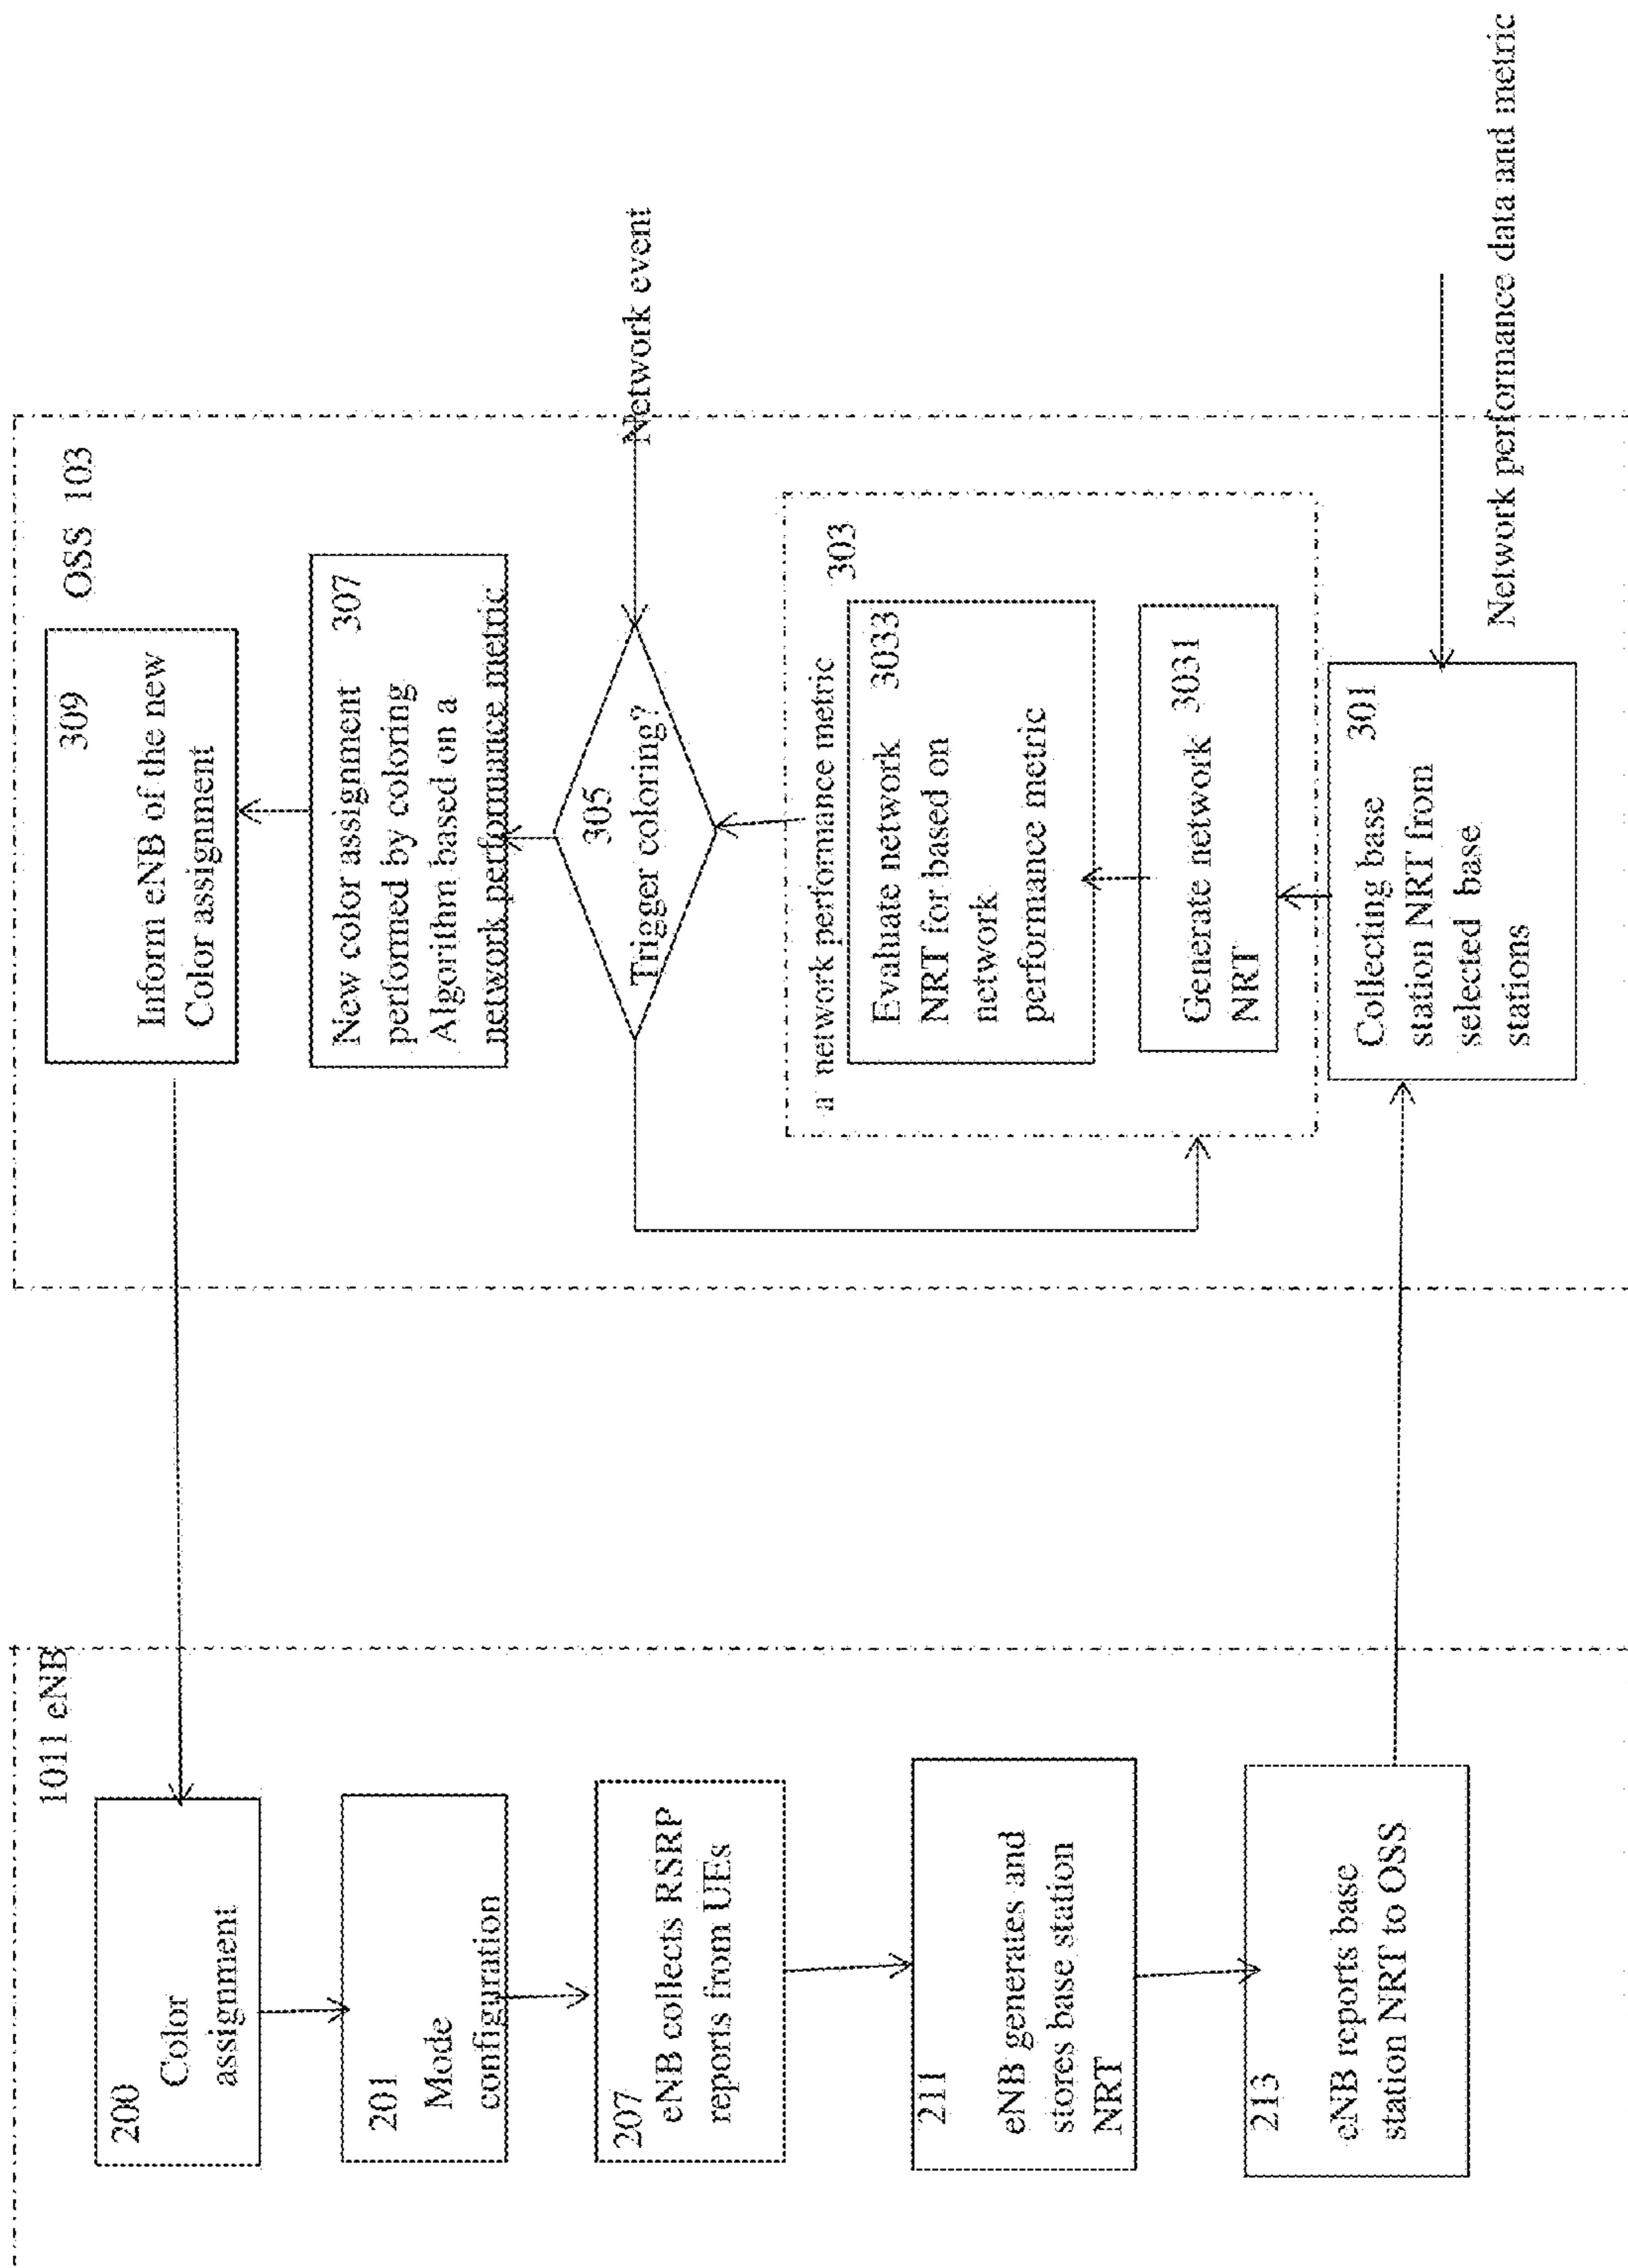 1011 eNB
200
Color
assignment
201
Mode
configuration
207
eNB collects RSRP
reports from UEs
211
eNB generates and
stores base station
NRT
213
eNB reports base
station NRT to OSS
OSS 103
309
Inform eNB of the new
Color assignment
New color assignment 307
performed by coloring
Algorithm based on a
network performance metric
305
Trigger coloring?
Network event
a network performance metric 303
Evaluate network 3033
NRT for based on
network
performance metric
Generate network 3031
NRT
Collecting base 301
station NRT from
selected base
stations
Network performance data and metric